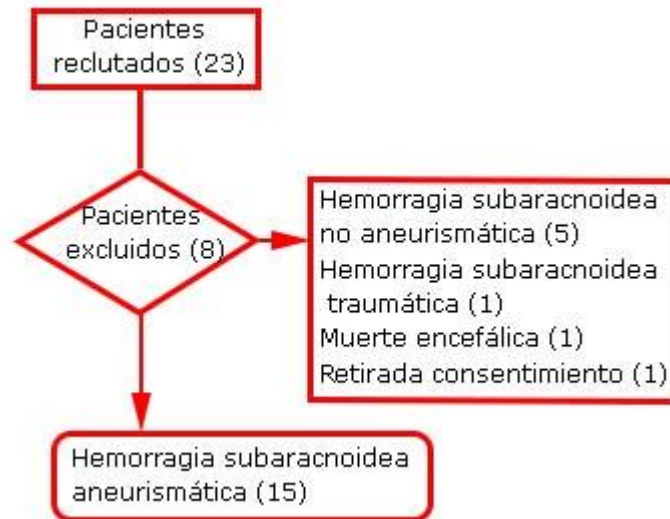 Pacientes
reclutados (23)
Pacientes
excluidos (8)
Hemorragia subaracnoidea
no aneurismática (5)
Hemorragia subaracnoidea
traumática (1)
Muerte encefálica (1)
Retirada consentimiento (1)
Hemorragia subaracnoidea
aneurismática (15)